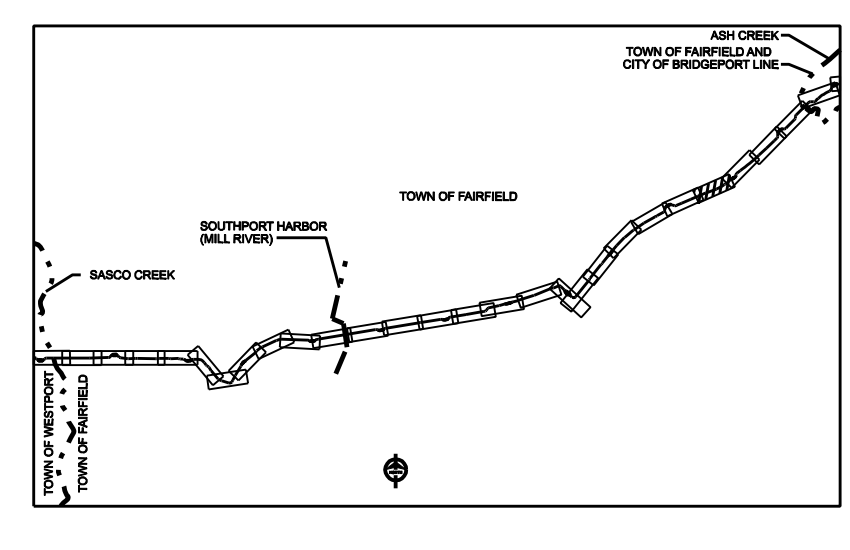 ASH CREEK
TOWN OF FAIRFIELD AND
CITY OF BRIDGEPORT LINE
TOWN OF FAIRFIELD
SOUTHPORT HARBOR
(MILL RIVER)
SASCO CREEK
TOWN OF WESTPORT
TOWN OF FAIRFIELD
NORTH